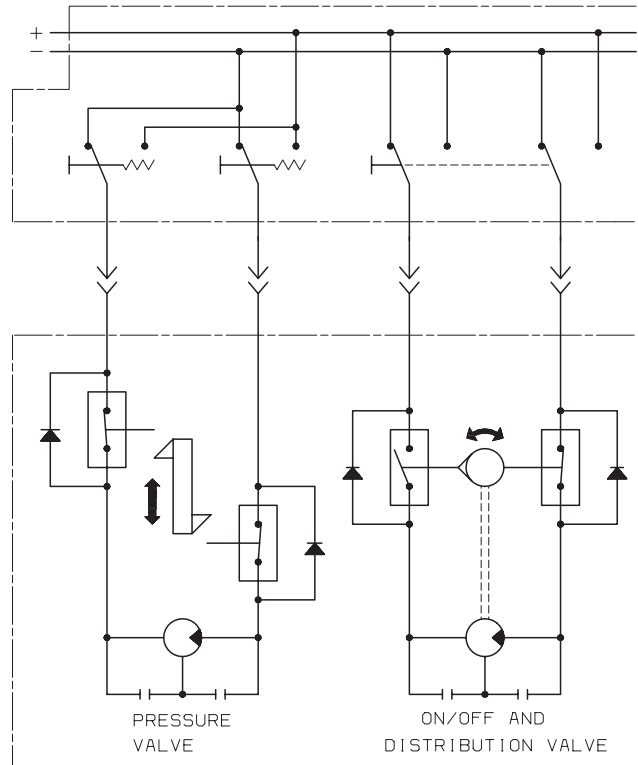 +
−
PRESSURE
VALVE
ON/OFF AND
DISTRIBUTION VALVE